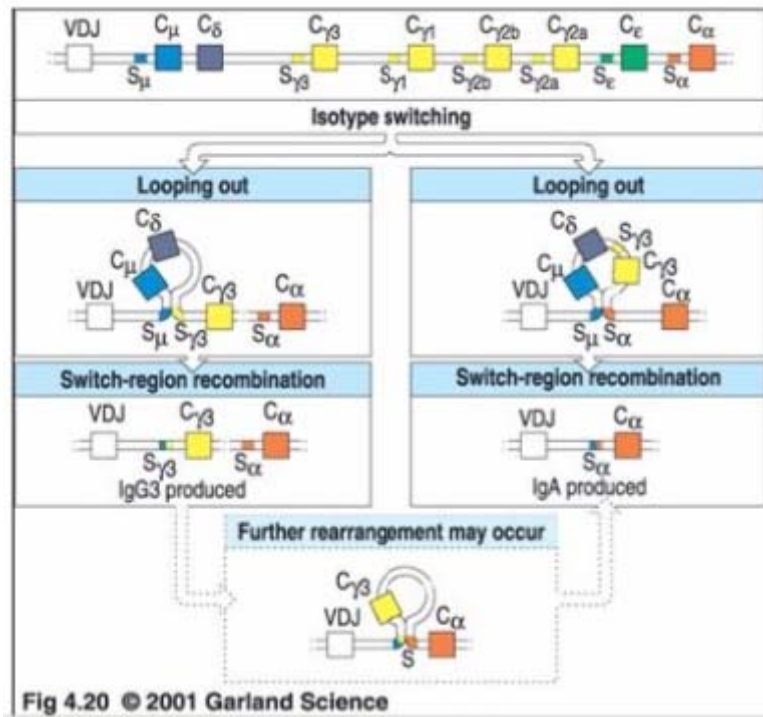 VDJ Cμ Cδ Cγ3 Cγ1 Cγ2b Cγ2a Cε Cα
Sμ Sγ3 Sγ1 Sγ2b Sγ2a Sε Sα
Isotype switching
Looping out
Cδ
Cμ
VDJ Cγ3 Cα
Sμ Sγ3 Sα
Switch-region recombination
VDJ Cγ3 Cα
Sγ3 Sα
IgG3 produced
Looping out
Cδ Sγ3
Cμ Cγ3
VDJ Cα
Sμ Sα
Switch-region recombination
VDJ Cα
Sα
IgA produced
Further rearrangement may occur
Cγ3
VDJ Cα
S
Fig 4.20 © 2001 Garland Science